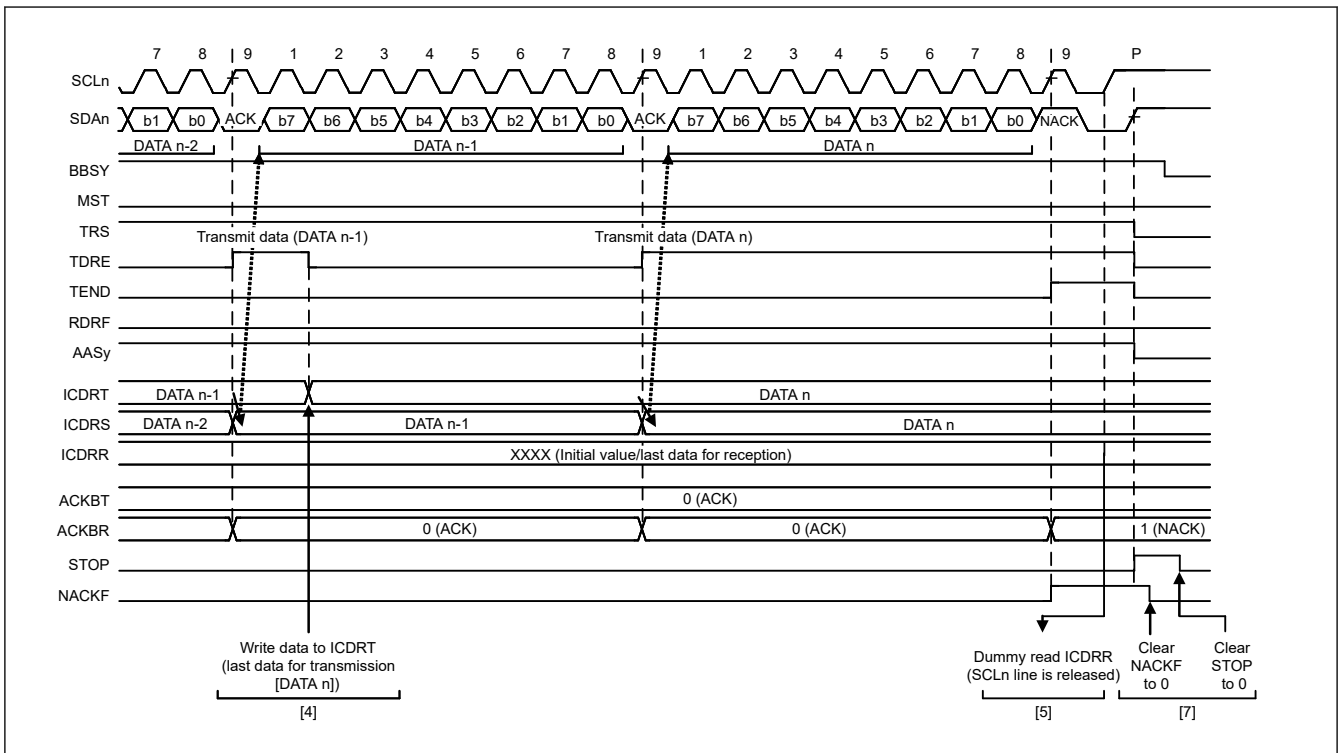 7 8 9 1 2 3 4 5 6 7 8 9 1 2 3 4 5 6 7 8 9 P
SCLn
SDAn b1 b0 ACK b7 b6 b5 b4 b3 b2 b1 b0 ACK b7 b6 b5 b4 b3 b2 b1 b0 NACK
DATA n-2 DATA n-1 DATA n
BBSY
MST
TRS
Transmit data (DATA n-1) Transmit data (DATA n)
TDRE
TEND
RDRF
AASy
ICDRT DATA n-1 DATA n
ICDRS DATA n-2 DATA n-1 DATA n
ICDRR XXXX (Initial value/last data for reception)
ACKBT 0 (ACK)
ACKBR 0 (ACK) 0 (ACK) 1 (NACK)
STOP
NACKF
Write data to ICDRT
(last data for transmission
[DATA n])
[4]
Dummy read ICDRR
(SCLn line is released)
[5]
Clear
NACKF
to 0
Clear
STOP
to 0
[7]